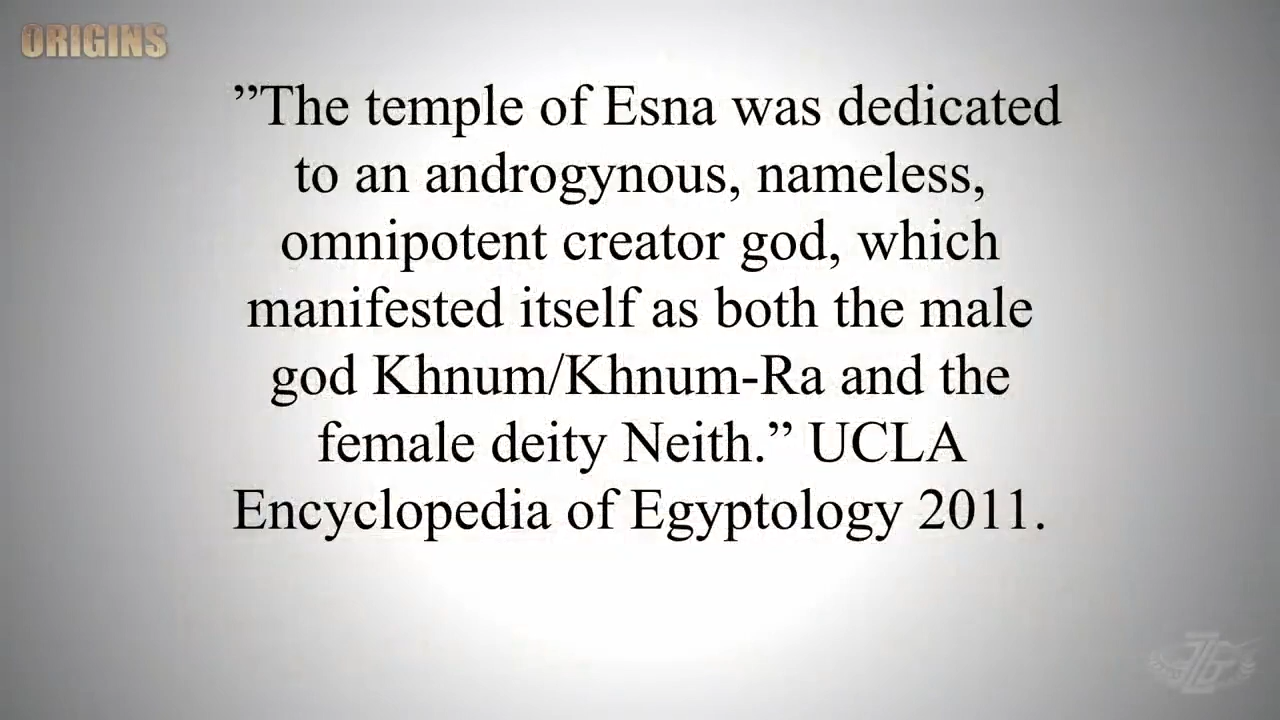 ORIGINS
”The temple of Esna was dedicated
to an androgynous, nameless,
omnipotent creator god, which
manifested itself as both the male
god Khnum/Khnum-Ra and the
female deity Neith.” UCLA
Encyclopedia of Egyptology 2011.